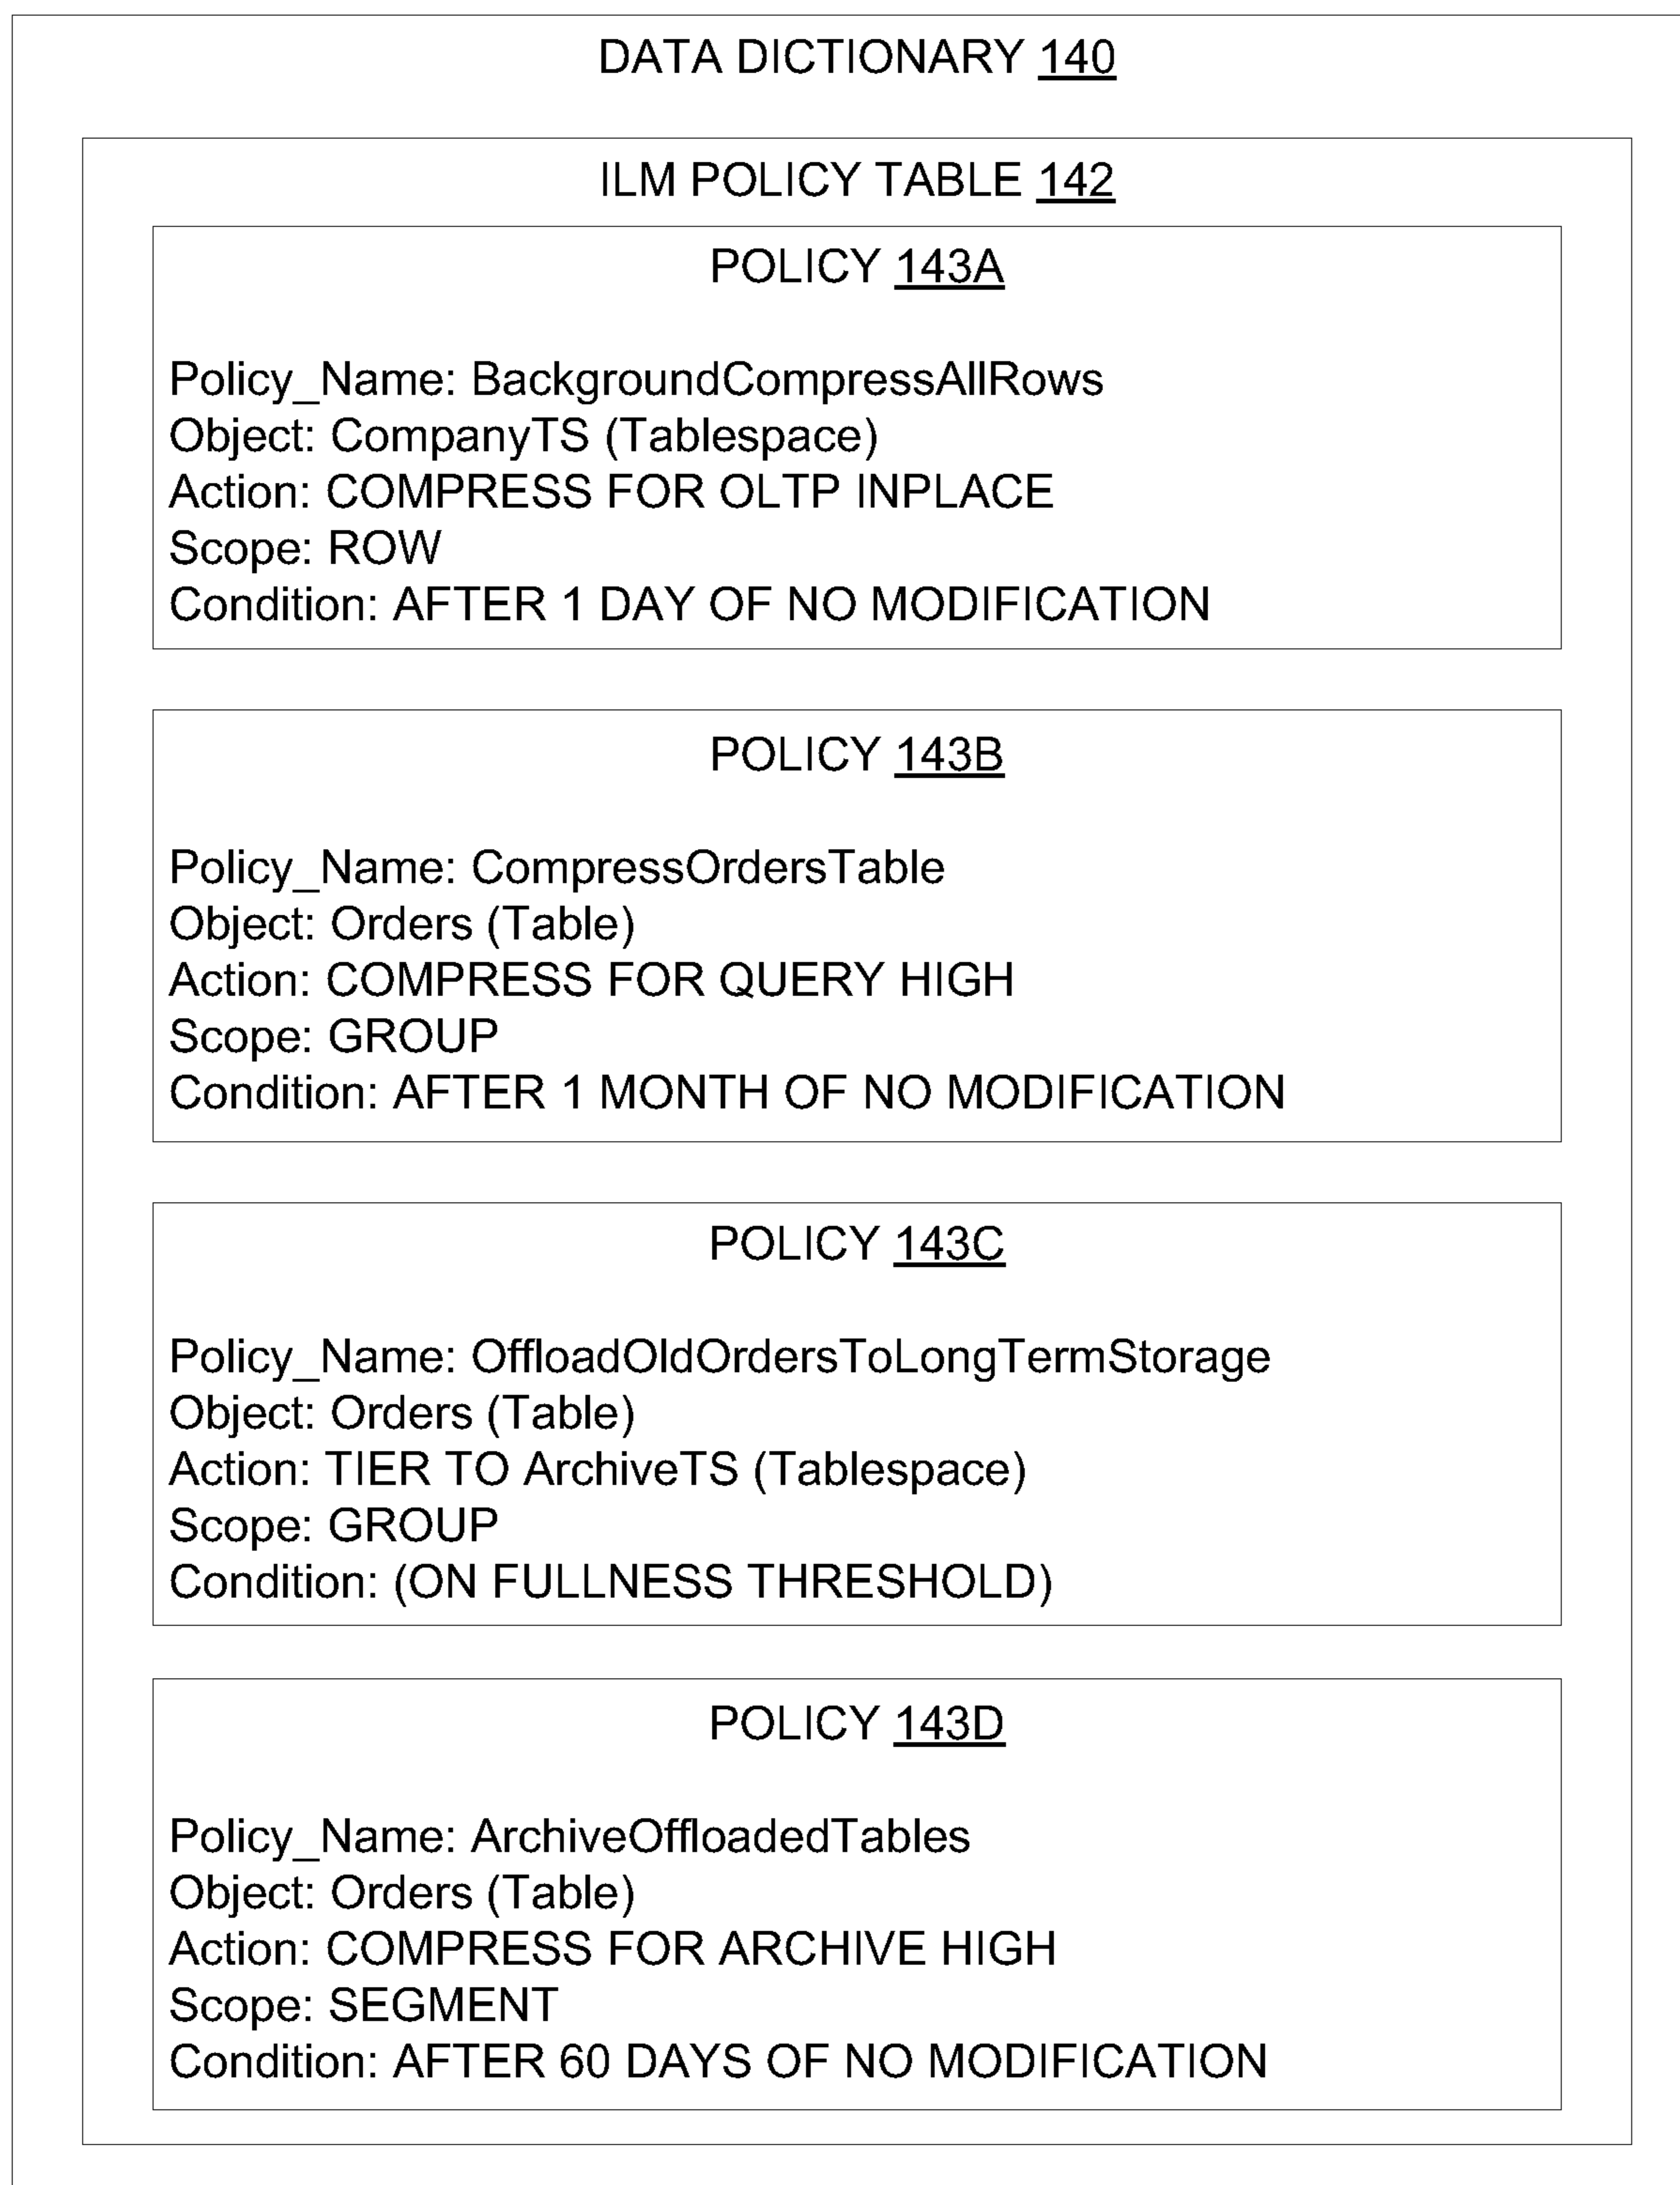 DATA DICTIONARY 140
ILM POLICY TABLE 142
POLICY 143A
Policy_Name: BackgroundCompressAllRows
Object: CompanyTS (Tablespace)
Action: COMPRESS FOR OLTP INPLACE
Scope: ROW
Condition: AFTER 1 DAY OF NO MODIFICATION
POLICY 143B
Policy_Name: CompressOrdersTable
Object: Orders (Table)
Action: COMPRESS FOR QUERY HIGH
Scope: GROUP
Condition: AFTER 1 MONTH OF NO MODIFICATION
POLICY 143C
Policy_Name: OffloadOldOrdersToLongTermStorage
Object: Orders (Table)
Action: TIER TO ArchiveTS (Tablespace)
Scope: GROUP
Condition: (ON FULLNESS THRESHOLD)
POLICY 143D
Policy_Name: ArchiveOffloadedTables
Object: Orders (Table)
Action: COMPRESS FOR ARCHIVE HIGH
Scope: SEGMENT
Condition: AFTER 60 DAYS OF NO MODIFICATION